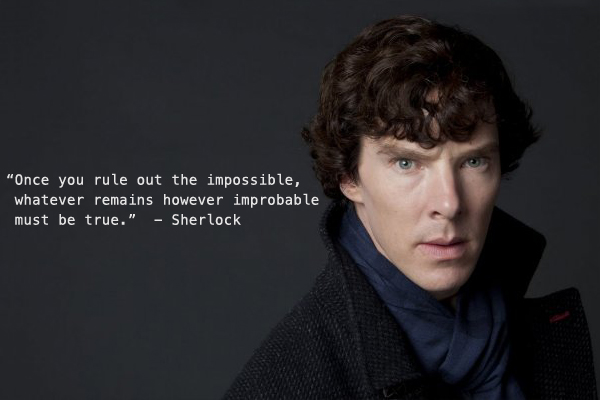 “Once you rule out the impossible,
whatever remains however improbable
must be true.” – Sherlock